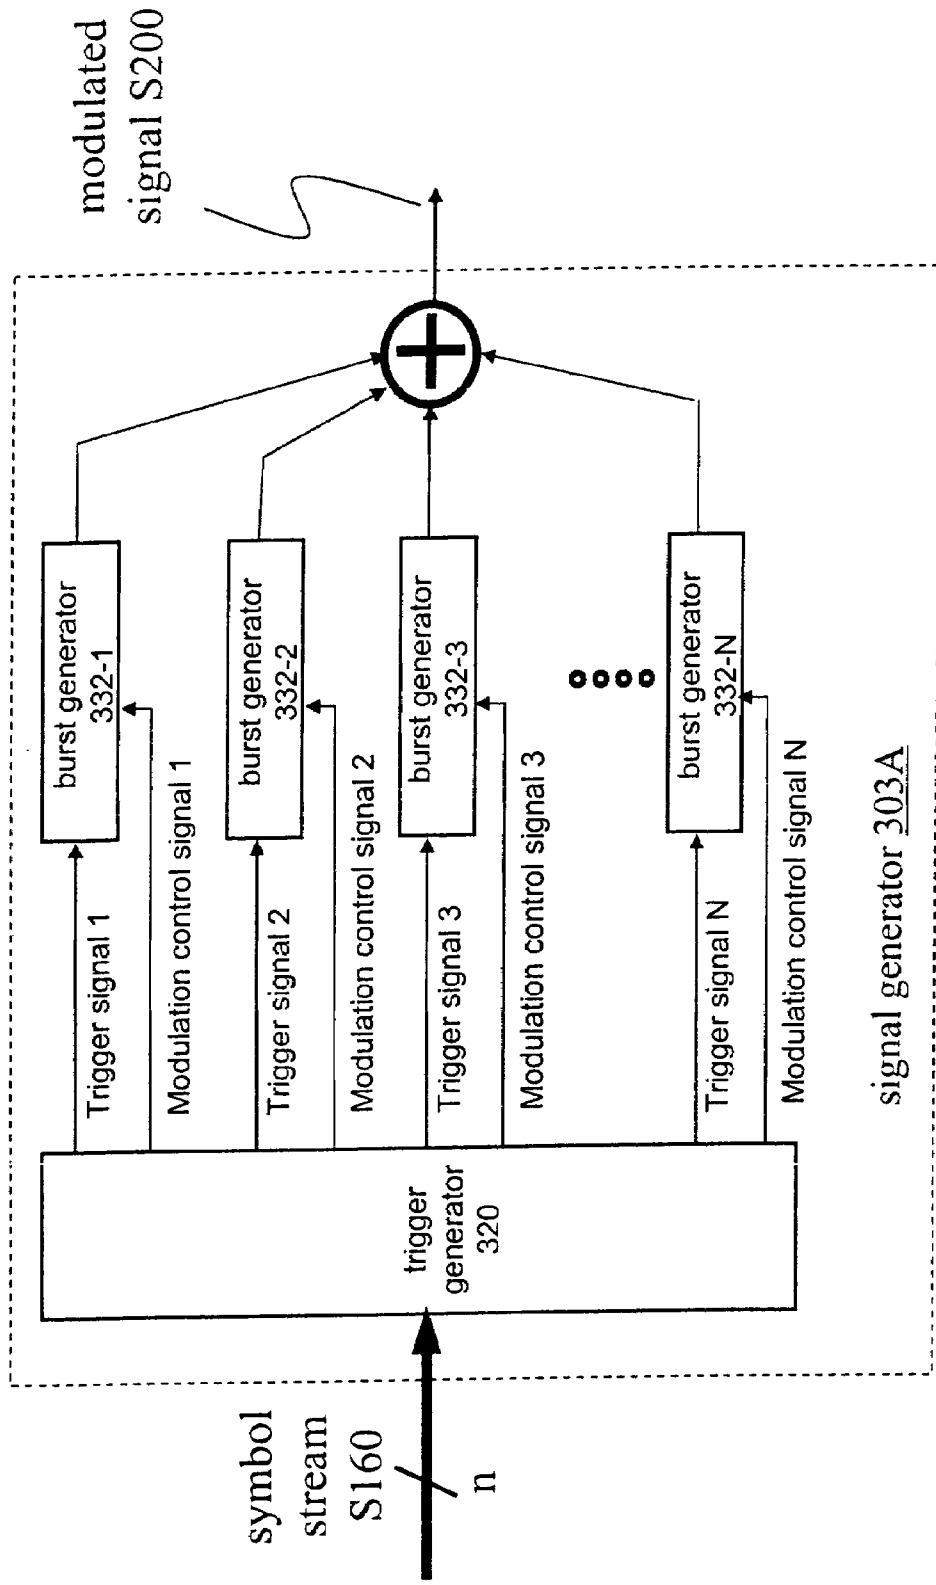 symbol
stream
S160
n
trigger
generator
320
Trigger signal 1
Modulation control signal 1
burst generator
332-1
Trigger signal 2
Modulation control signal 2
burst generator
332-2
Trigger signal 3
Modulation control signal 3
burst generator
332-3
Trigger signal N
Modulation control signal N
burst generator
332-N
modulated
signal S200
signal generator 303A